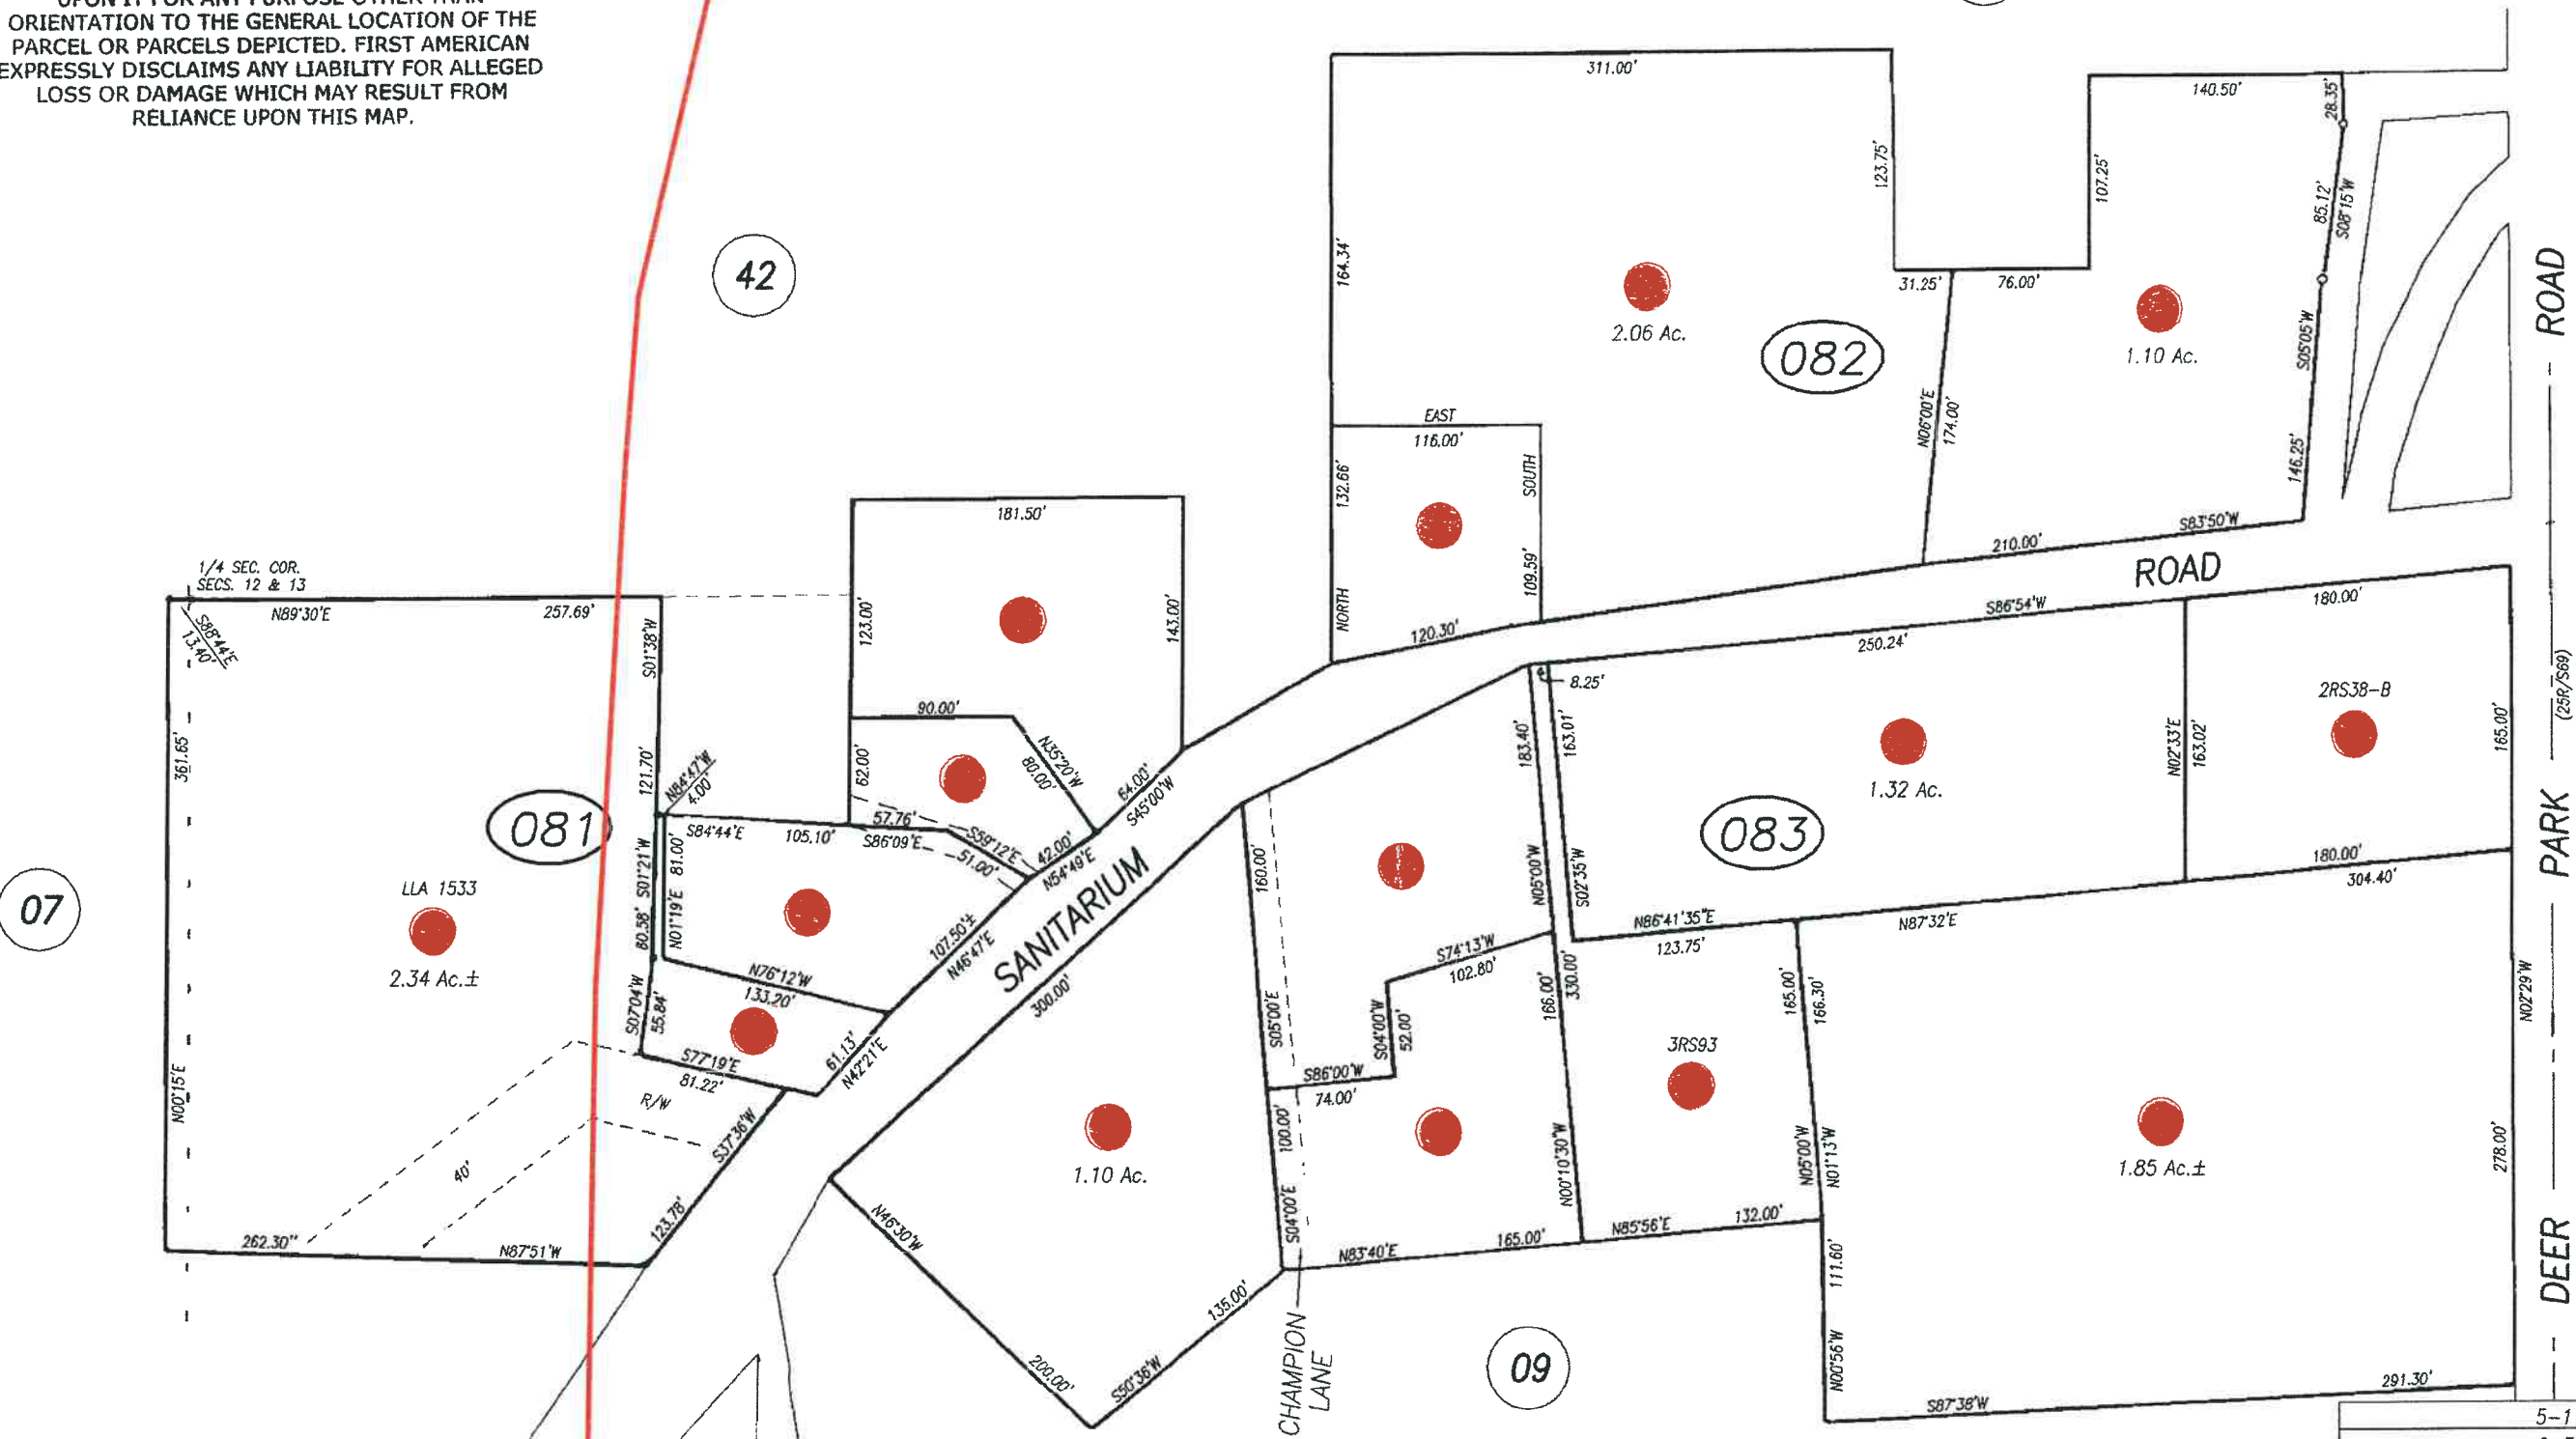 ORIENTATION TO THE GENERAL LOCATION OF THE
PARCEL OR PARCELS DEPICTED. FIRST AMERICAN
EXPRESSLY DISCLAIMS ANY LIABILITY FOR ALLEGED
LOSS OR DAMAGE WHICH MAY RESULT FROM
RELIANCE UPON THIS MAP.
311.00'
140.50'
28.35'
123.75'
107.25'
85.12'
S08°15'W
164.34'
42
31.25'
76.00'
2.06 Ac.
082
1.10 Ac.
S05°05'W
N06°00'E
174.00'
146.25'
ROAD
EAST
116.00'
132.66'
SOUTH
109.59'
NORTH
120.30'
210.00'
S83°50'W
ROAD
181.50'
123.00'
143.00'
1/4 SEC. COR.
SECS. 12 & 13
N89°30'E
257.69'
S88°44'E
13.40'
S01°38'W
121.70'
361.65'
N84°47'W
4.00'
90.00'
62.00'
N35°20'W
80.00'
64.00'
S45°00'W
S86°54'W
250.24'
180.00'
8.25'
183.40'
163.01'
2RS38-B
N02°33'E
163.02'
165.00'
(25R/S69)
1.32 Ac.
083
081
S84°44'E
105.10'
57.76'
S86°09'E
S59°12'E
51.00'
42.00'
N54°49'E
81.00'
N01°19'E
S01°21'W
80.58'
LLA 1533
2.34 Ac.±
07
107.50'±
N46°47'E
SANITARIUM
300.00'
160.00'
S05°00'E
N05°00'W
S02°35'W
N86°41'35"E
123.75'
N87°32'E
180.00'
304.40'
PARK
S74°13'W
102.80'
166.00'
330.00'
165.00'
166.30'
N02°29'W
N76°12'W
133.20'
S07°04'W
55.84'
S77°19'E
81.22'
61.13'
N42°21'E
S04°00'W
52.00'
S86°00'W
74.00'
3RS93
N00°15'E
R/W
40'
S37°36'W
123.78'
1.10 Ac.
100.00'
S04°00'E
N00°10'30"W
N05°00'W
N01°13'W
1.85 Ac.±
278.00'
262.30"
N87°51'W
N46°30'W
200.00'
135.00'
S50°36'W
N83°40'E
165.00'
N85°56'E
132.00'
111.60'
N00°56'W
DEER
CHAMPION
LANE
09
S87°38'W
291.30'
5-1